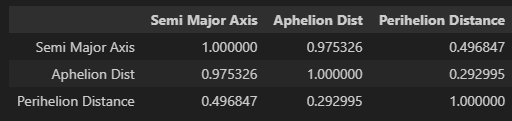 Semi Major Axis Aphelion Dist Perihelion Distance
Semi Major Axis 1.000000 0.975326 0.496847
Aphelion Dist 0.975326 1.000000 0.292995
Perihelion Distance 0.496847 0.292995 1.000000